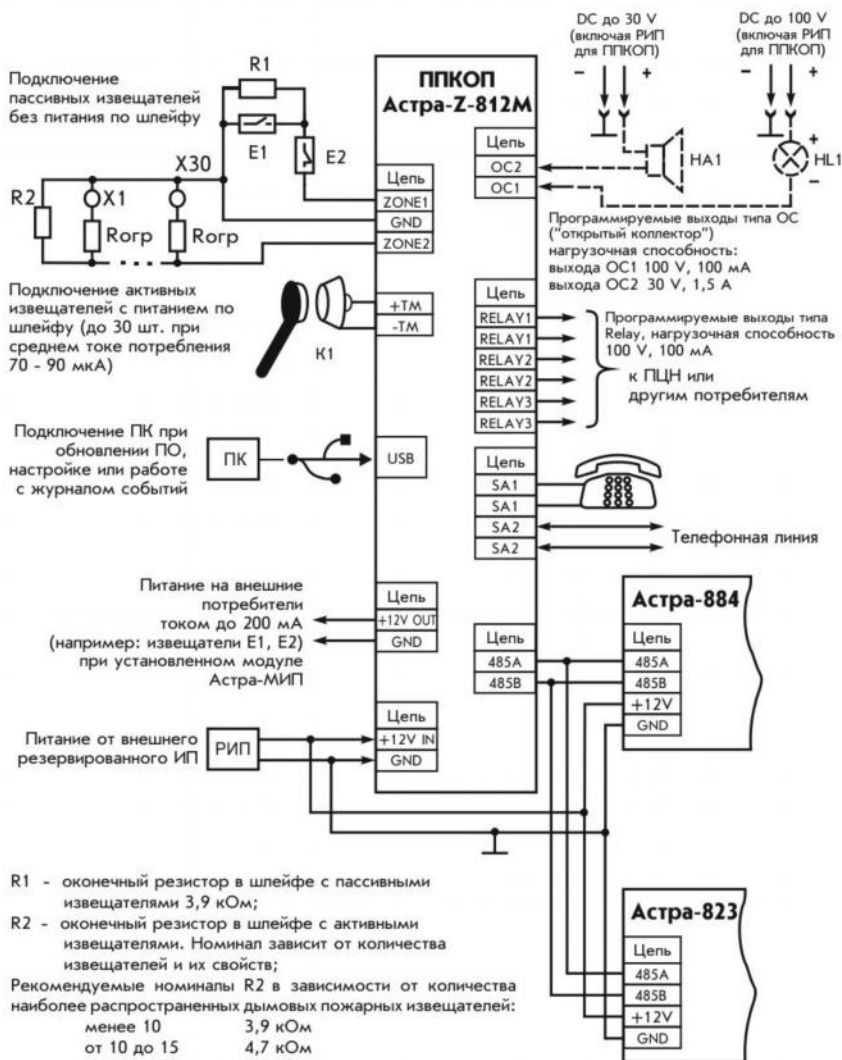 DC до 30 V
(включая РИП
для ППКОП)
-
+
DC до 100 V
(включая РИП
для ППКОП)
-
+
Подключение
пассивных извещателей
без питания по шлейфу
R1
E1
E2
X30
R2
X1
Rогр
Rогр
ППКОП
Астра-Z-812М
Цепь
ZONE1
GND
ZONE2
Цепь
OC2
OC1
HA1
+
HL1
-
Программируемые выходы типа ОС
("открытый коллектор")
нагрузочная способность:
выхода ОС1 100 V, 100 мА
выхода ОС2 30 V, 1,5 А
Подключение активных
извещателей с питанием по
шлейфу (до 30 шт. при
среднем токе потребления
70 - 90 мкА)
К1
+TM
-TM
Цепь
RELAY1
RELAY1
RELAY2
RELAY2
RELAY3
RELAY3
Программируемые выходы типа
Relay, нагрузочная способность
100 V, 100 мА
к ПЦН или
другим потребителям
Подключение ПК при
обновлении ПО,
настройке или работе
с журналом событий
ПК
USB
Цепь
SA1
SA1
SA2
SA2
Телефонная линия
Питание на внешние
потребители
током до 200 мА
(например: извещатели Е1, Е2)
при установленном модуле
Астра-МИП
Цепь
+12V OUT
GND
Цепь
485A
485B
Астра-884
Цепь
485A
485B
+12V
GND
Питание от внешнего
резервированного ИП
РИП
Цепь
+12V IN
GND
R1 - оконечный резистор в шлейфе с пассивными
извещателями 3,9 кОм;
R2 - оконечный резистор в шлейфе с активными
извещателями. Номинал зависит от количества
извещателей и их свойств;
Рекомендуемые номиналы R2 в зависимости от количества
наиболее распространенных дымовых пожарных извещателей:
менее 10 3,9 кОм
от 10 до 15 4,7 кОм
Астра-823
Цепь
485A
485B
+12V
GND